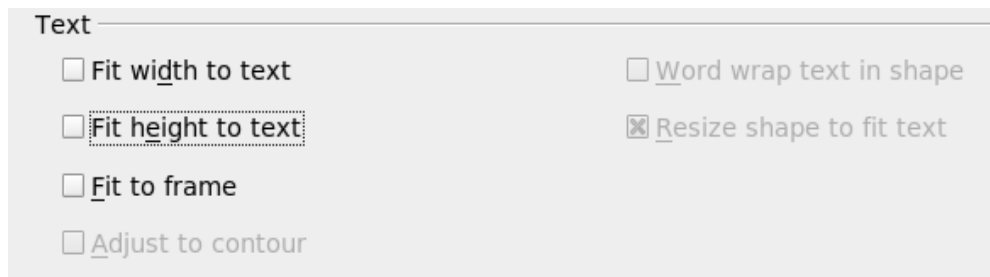 Text
Fit width to text
Word wrap text in shape
Fit height to text
Resize shape to fit text
Fit to frame
Adjust to contour